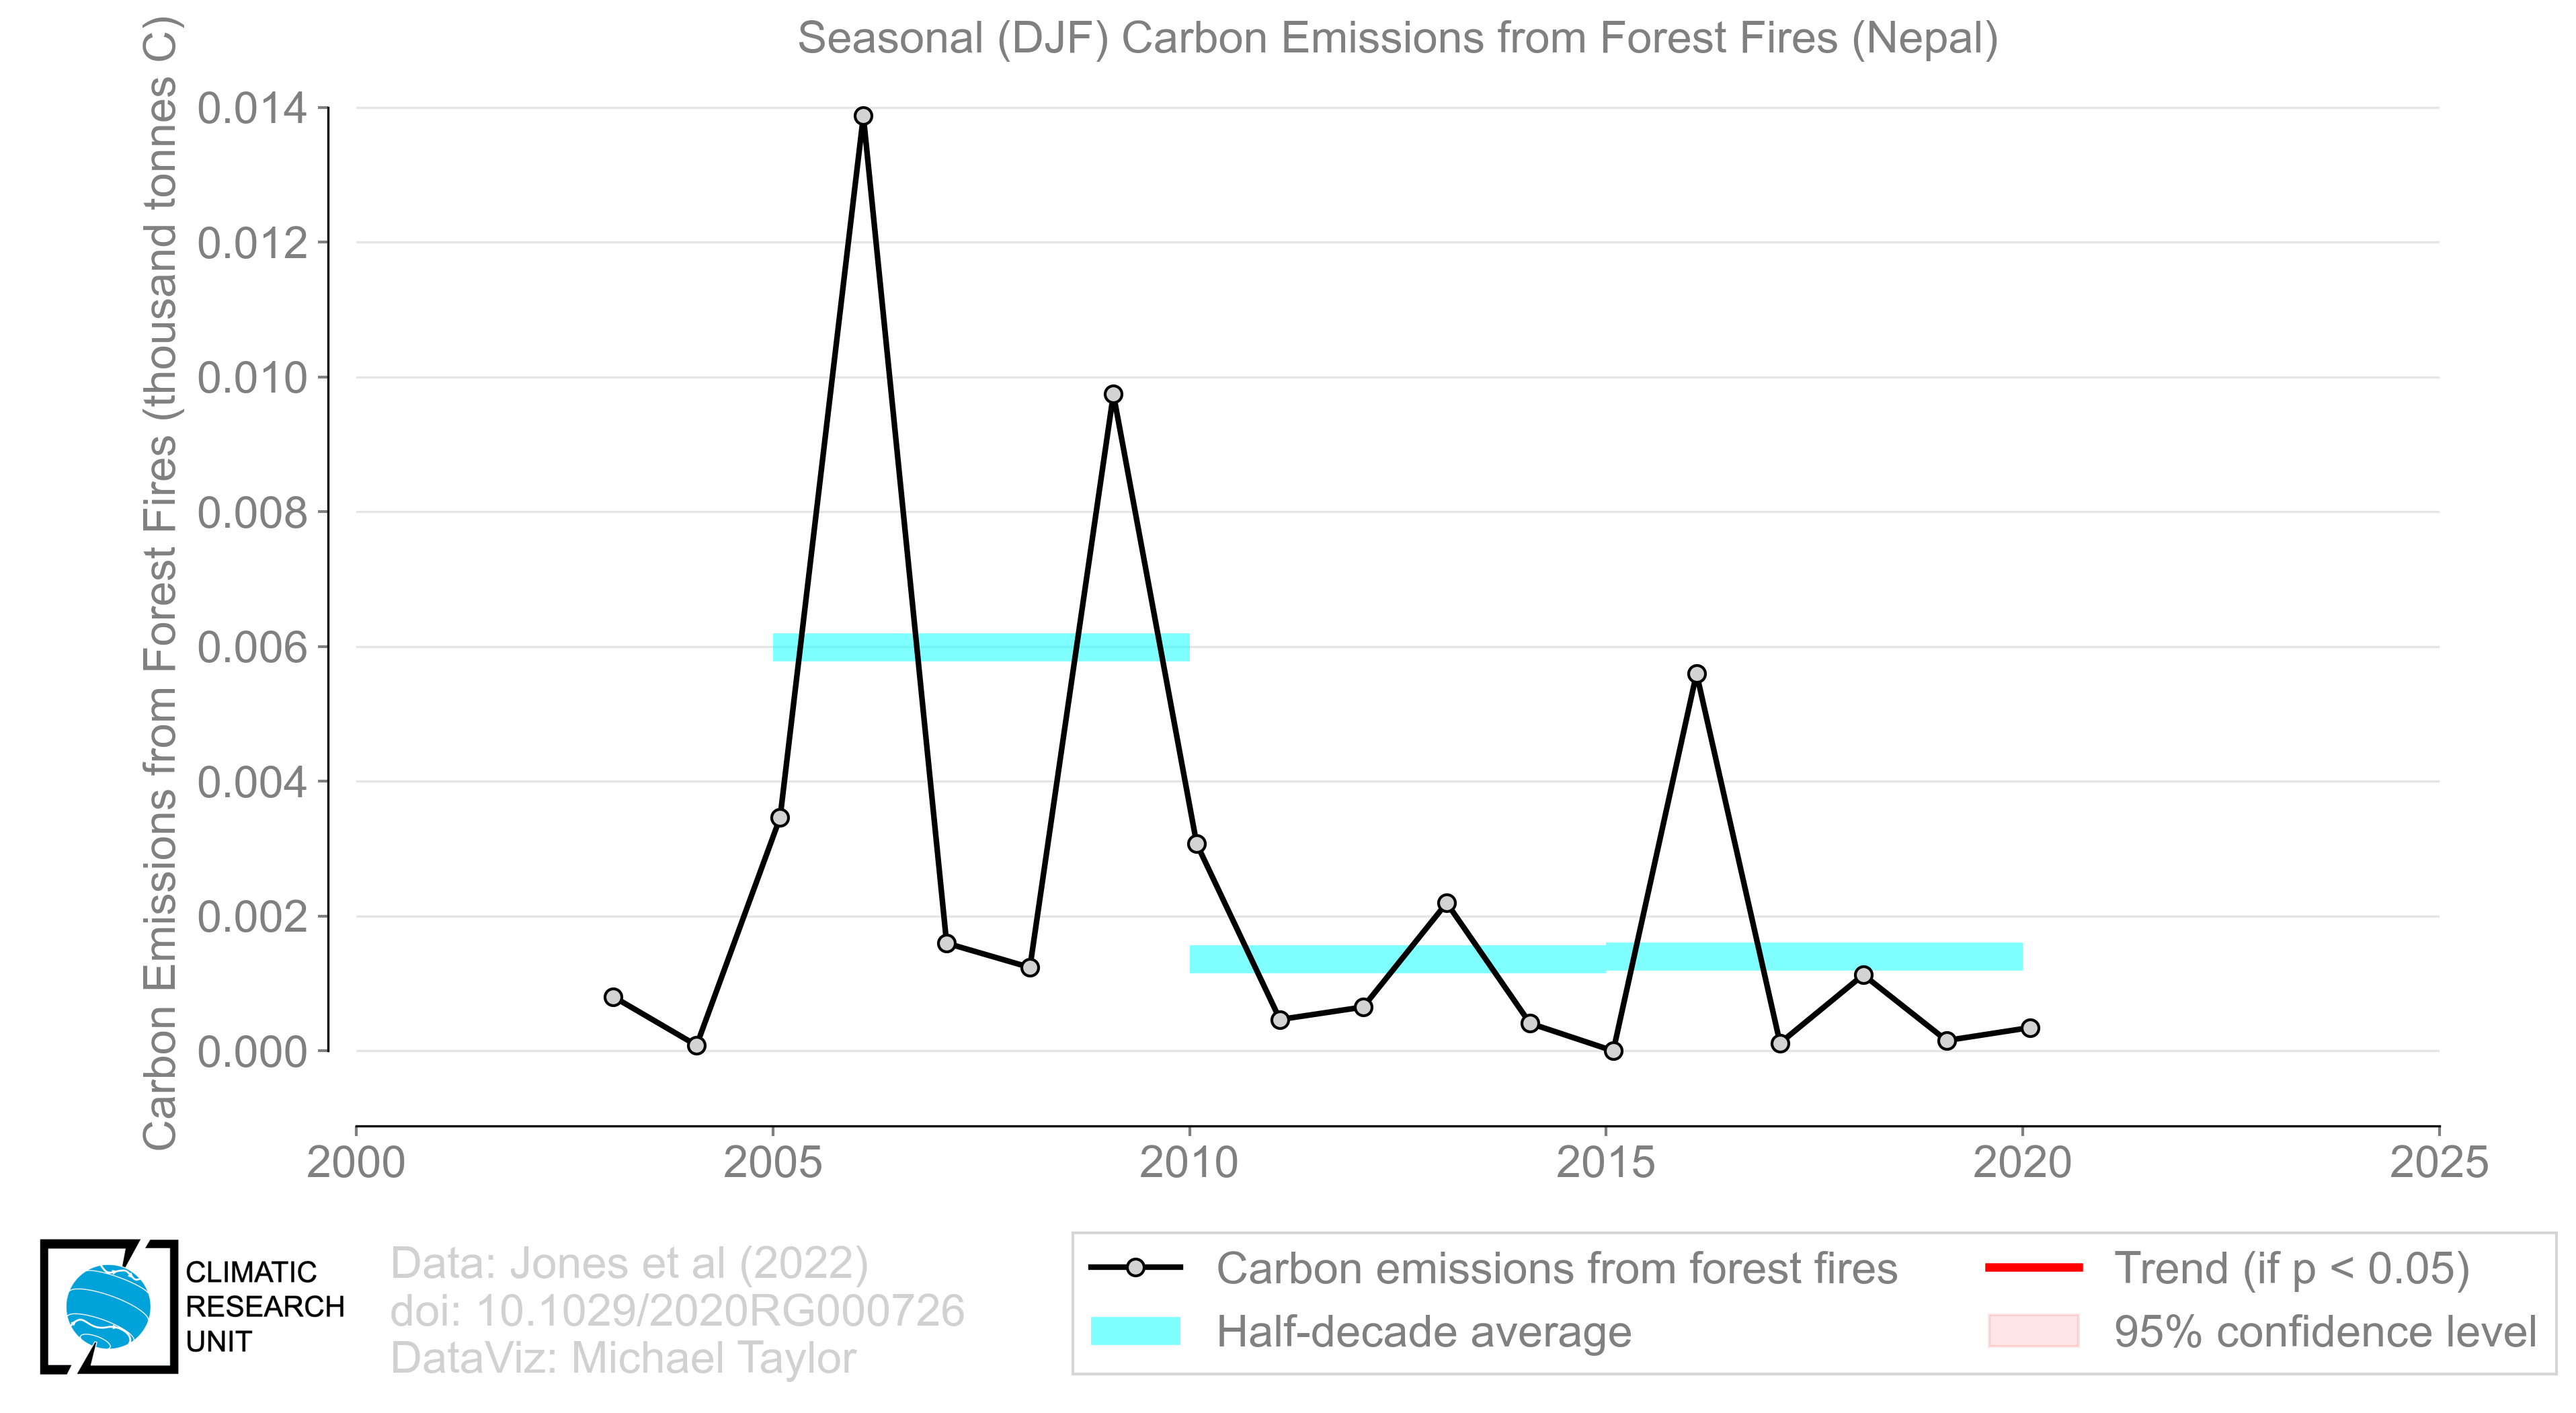 Seasonal (DJF) Carbon Emissions from Forest Fires (Nepal)
Carbon Emissions from Forest Fires (thousand tonnes C)
0.014
0.012
0.010
0.008
0.006
0.004
0.002
0.000
2000 2005 2010 2015 2020 2025
CLIMATIC
RESEARCH
UNIT
Data: Jones et al (2022)
doi: 10.1029/2020RG000726
DataViz: Michael Taylor
Carbon emissions from forest fires
Half-decade average
Trend (if p < 0.05)
95% confidence level